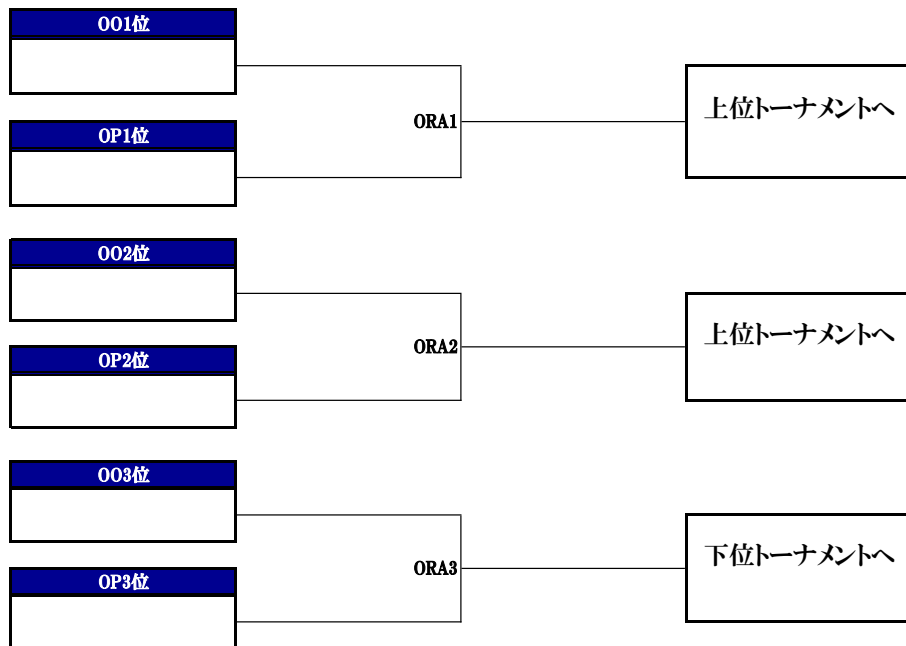 OO1位
ORA1
上位トーナメントへ
OP1位
OO2位
ORA2
上位トーナメントへ
OP2位
OO3位
ORA3
下位トーナメントへ
OP3位